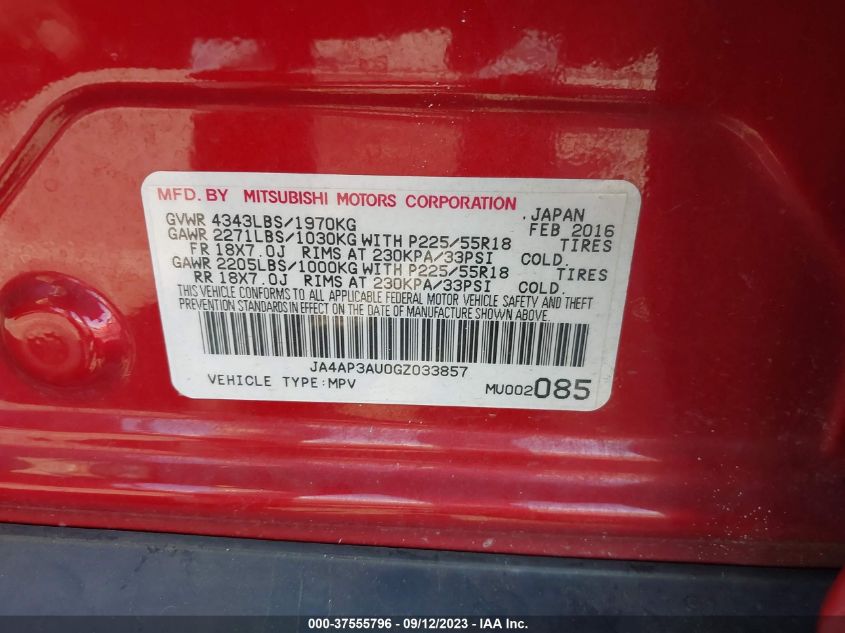 MFD. BY MITSUBISHI MOTORS CORPORATION
GVWR 4343LBS/1970KG , JAPAN
GAWR 2271LBS/1030KG WITH P225/55R18 FEB 2016 TIRES
FR 18X7.0J RIMS AT 230KPA/33PSI COLD.
GAWR 2205LBS/1000KG WITH P225/55R18 TIRES
RR 18X7.0J RIMS AT 230KPA/33PSI COLD.
THIS VEHICLE CONFORMS TO ALL APPLICABLE FEDERAL MOTOR VEHICLE SAFETY AND THEFT
PREVENTION STANDARDS IN EFFECT ON THE DATE OF MANUFACTURE SHOWN ABOVE.
JA4AP3AU0GZ033857
VEHICLE TYPE:MPV MU002085
000-37555796 - 09/12/2023 - IAA Inc.